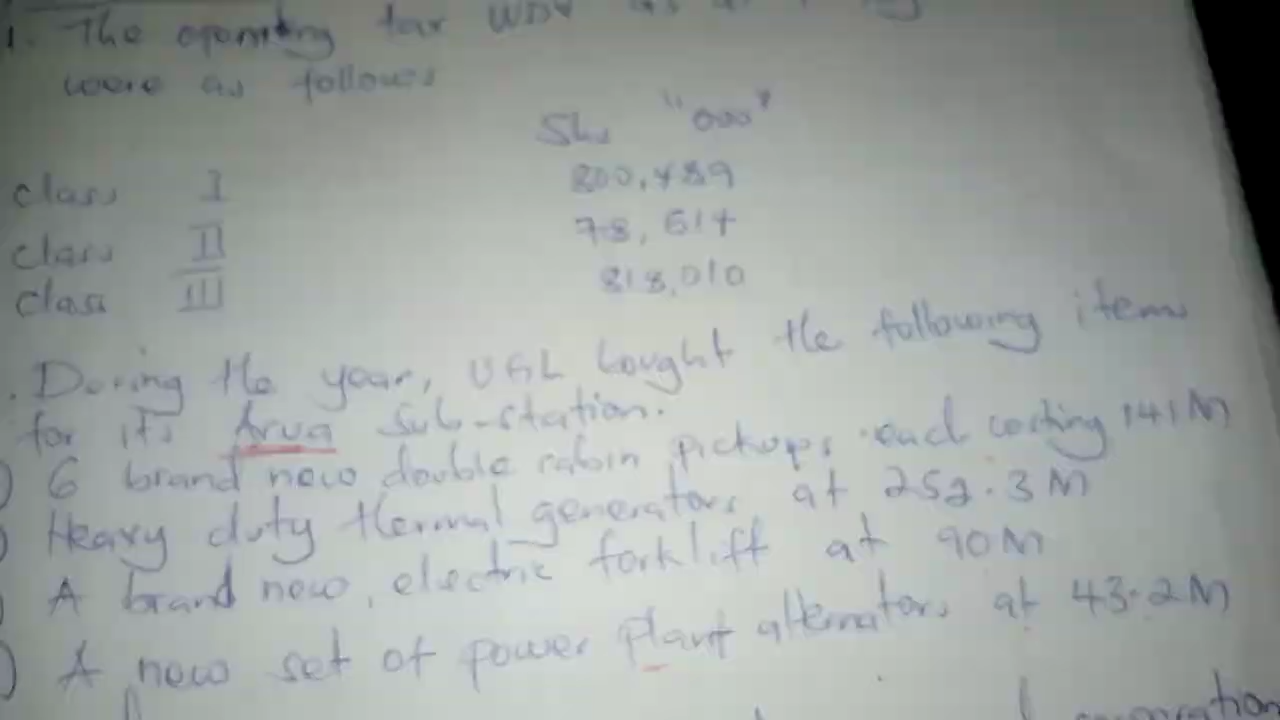 1. The operating tax WDV as at
were as follows
Shs "000"
class I 800,489
class II 78,614
class III 818,010
. During the year, UGL bought the following items
for its Arua sub-station.
) 6 brand new double cabin pickups each costing 141M
) Heavy duty thermal generators at 252.3M
) A brand new, electric forklift at 90M
) A new set of power plant alternators at 43.2M